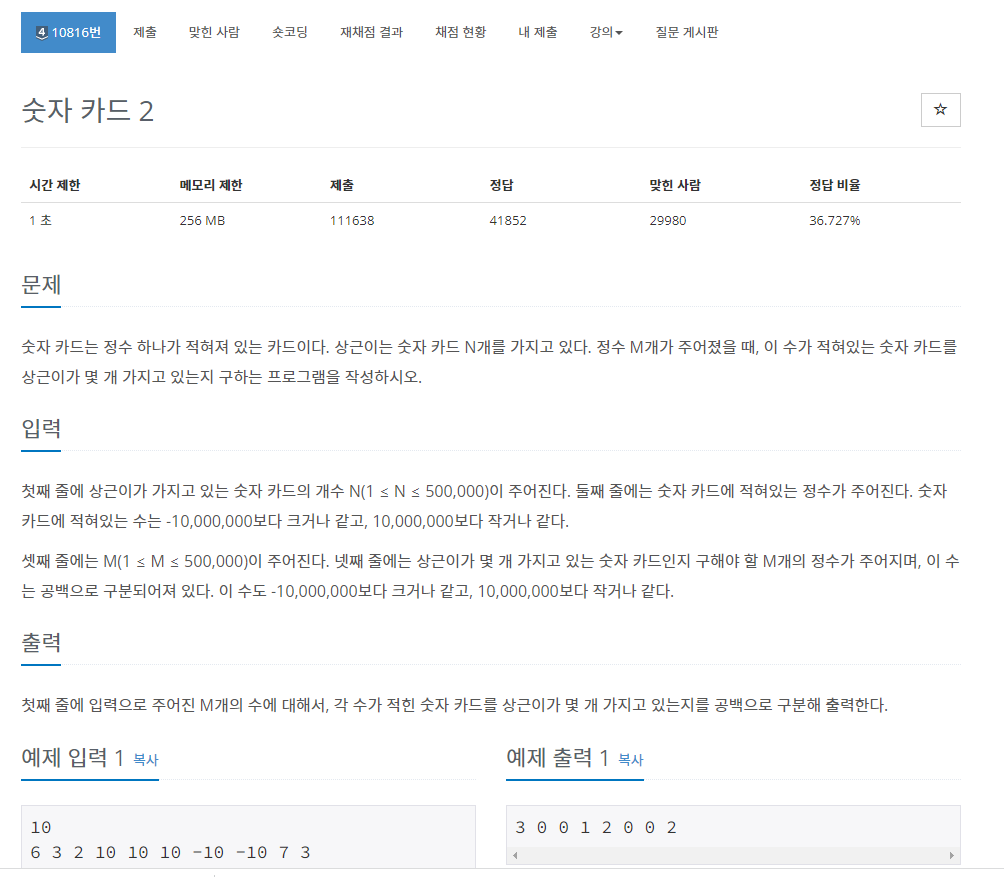 4 10816번 제출 맞힌 사람 숏코딩 재채점 결과 채점 현황 내 제출 강의 질문 게시판
숫자 카드 2
시간 제한 메모리 제한 제출 정답 맞힌 사람 정답 비율
1 초 256 MB 111638 41852 29980 36.727%
문제
숫자 카드는 정수 하나가 적혀져 있는 카드이다. 상근이는 숫자 카드 N개를 가지고 있다. 정수 M개가 주어졌을 때, 이 수가 적혀있는 숫자 카드를
상근이가 몇 개 가지고 있는지 구하는 프로그램을 작성하시오.
입력
첫째 줄에 상근이가 가지고 있는 숫자 카드의 개수 N(1 ≤ N ≤ 500,000)이 주어진다. 둘째 줄에는 숫자 카드에 적혀있는 정수가 주어진다. 숫자
카드에 적혀있는 수는 -10,000,000보다 크거나 같고, 10,000,000보다 작거나 같다.
셋째 줄에는 M(1 ≤ M ≤ 500,000)이 주어진다. 넷째 줄에는 상근이가 몇 개 가지고 있는 숫자 카드인지 구해야 할 M개의 정수가 주어지며, 이 수
는 공백으로 구분되어져 있다. 이 수도 -10,000,000보다 크거나 같고, 10,000,000보다 작거나 같다.
출력
첫째 줄에 입력으로 주어진 M개의 수에 대해서, 각 수가 적힌 숫자 카드를 상근이가 몇 개 가지고 있는지를 공백으로 구분해 출력한다.
예제 입력 1 복사
10
6 3 2 10 10 10 -10 -10 7 3
예제 출력 1 복사
3 0 0 1 2 0 0 2